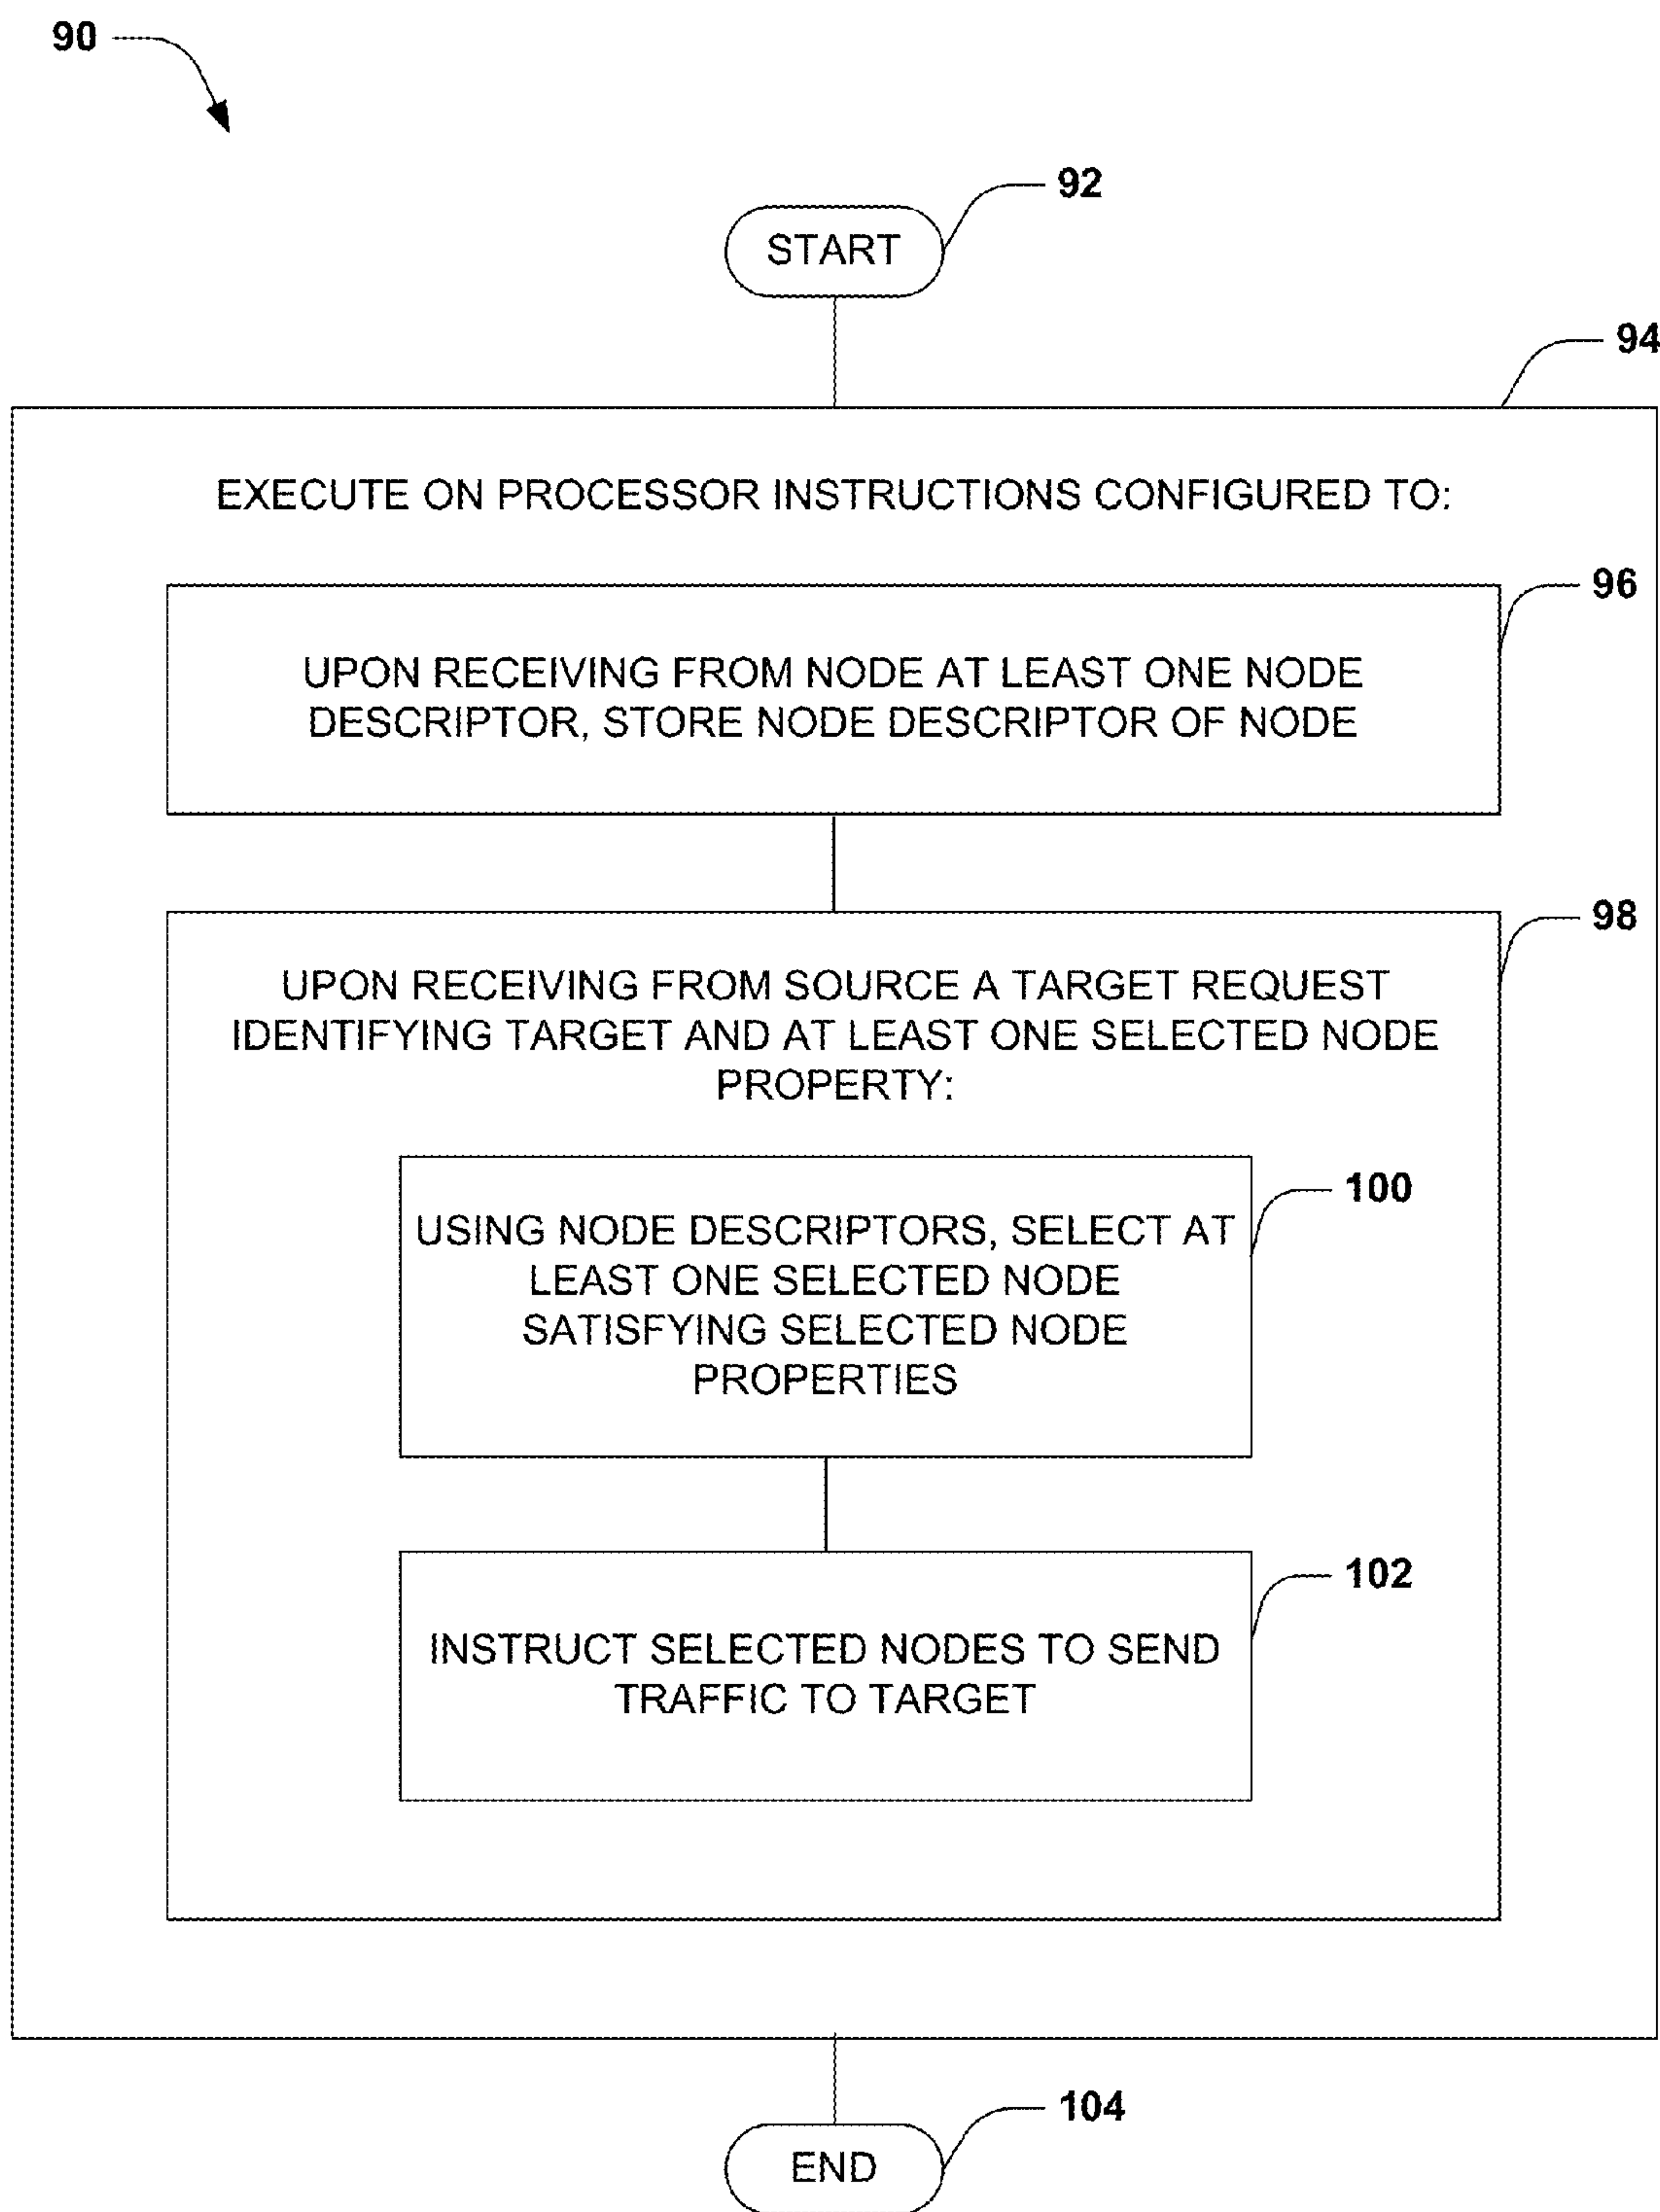 90
92
START
94
EXECUTE ON PROCESSOR INSTRUCTIONS CONFIGURED TO:
96
UPON RECEIVING FROM NODE AT LEAST ONE NODE
DESCRIPTOR, STORE NODE DESCRIPTOR OF NODE
98
UPON RECEIVING FROM SOURCE A TARGET REQUEST
IDENTIFYING TARGET AND AT LEAST ONE SELECTED NODE
PROPERTY:
100
USING NODE DESCRIPTORS, SELECT AT
LEAST ONE SELECTED NODE
SATISFYING SELECTED NODE
PROPERTIES
102
INSTRUCT SELECTED NODES TO SEND
TRAFFIC TO TARGET
104
END